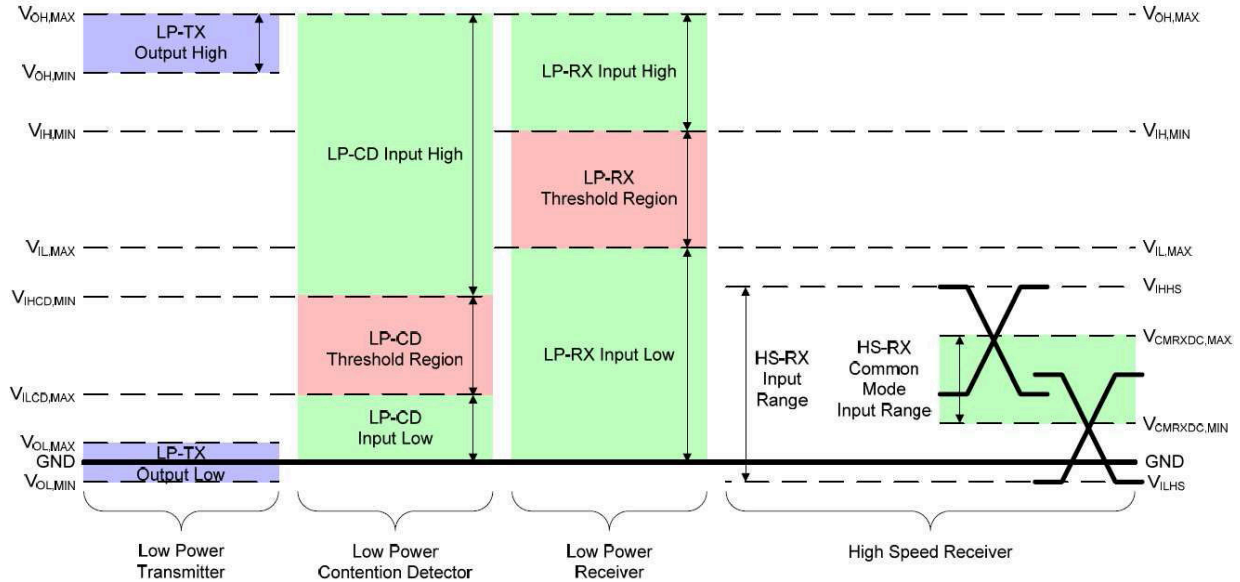 VOH,MAX
VOH,MIN
VIH,MIN
VIL,MAX
VIHCD,MIN
VILCD,MAX
VOL,MAX
GND
VOL,MIN
LP-TX
Output High
LP-TX
Output Low
LP-CD Input High
LP-CD
Threshold Region
LP-CD
Input Low
LP-RX Input High
LP-RX
Threshold Region
LP-RX Input Low
HS-RX
Input
Range
HS-RX
Common
Mode
Input Range
VOH,MAX
VIH,MIN
VIL,MAX
VIHHS
VCMRXDC,MAX
VCMRXDC,MIN
GND
VILHS
Low Power
Transmitter
Low Power
Contention Detector
Low Power
Receiver
High Speed Receiver